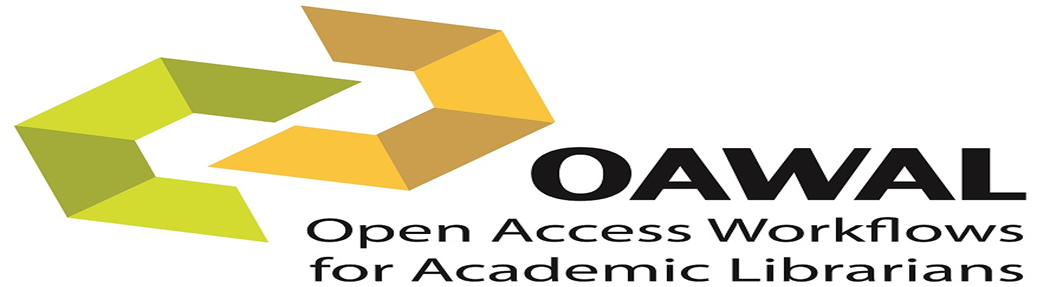 OAWAL
Open Access Workflows
for Academic Librarians